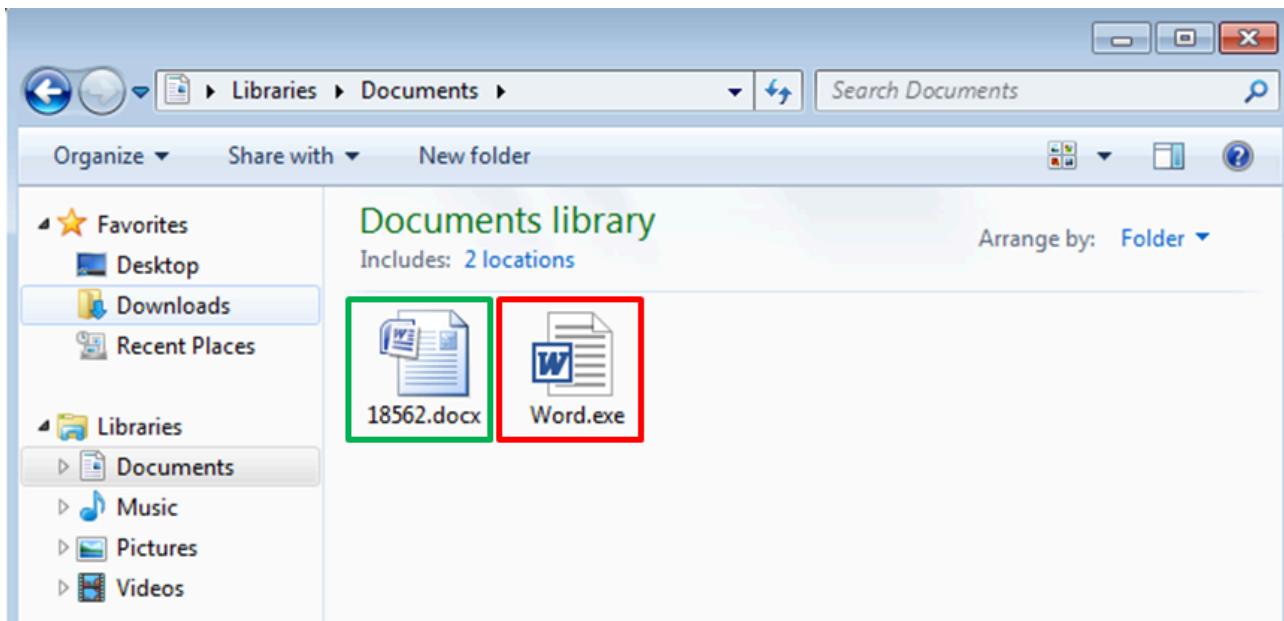 Libraries Documents
Search Documents
Organize Share with New folder
Favorites
Desktop
Downloads
Recent Places
Libraries
Documents
Music
Pictures
Videos
Documents library
Includes: 2 locations
Arrange by: Folder
18562.docx
Word.exe